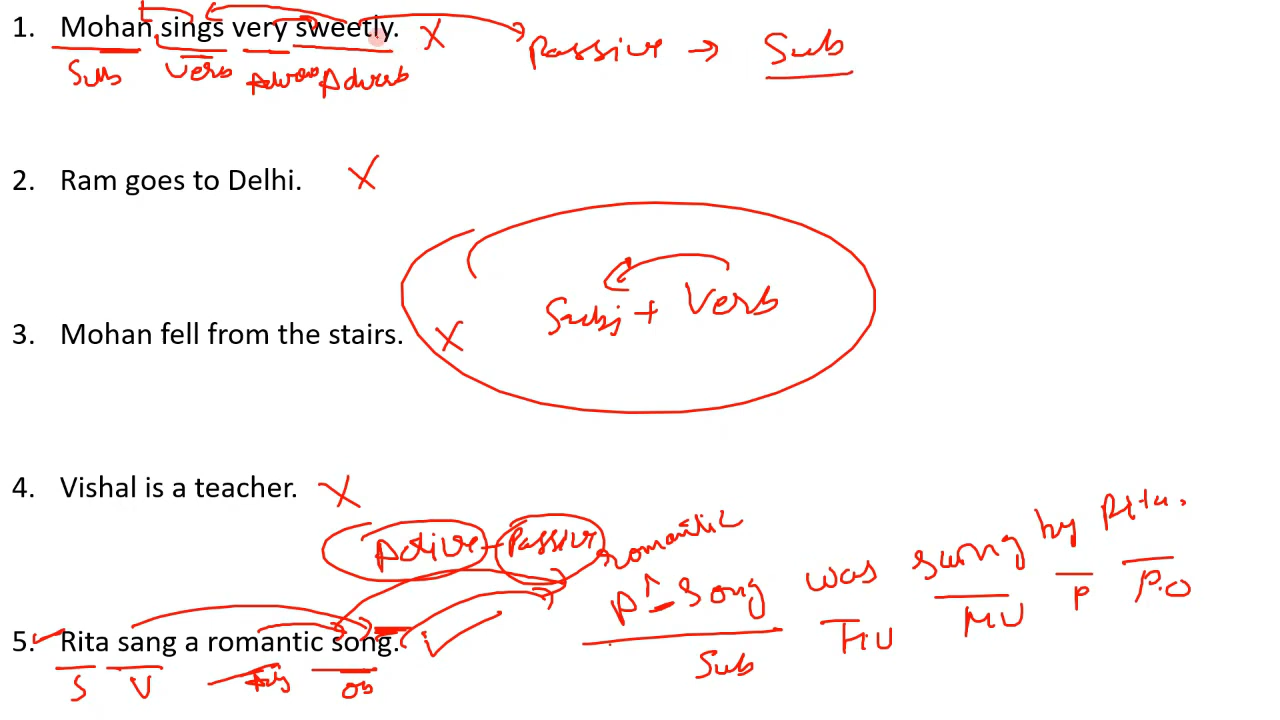 1. Mohan sings very sweetly. X Passive → Sub
Sub Verb Adverb Adverb
2. Ram goes to Delhi. X
Subj + Verb
3. Mohan fell from the stairs. X
4. Vishal is a teacher. X
Active - Passive romantic
A song was sung by Rita.
Sub HV MV P P.O
5. Rita sang a romantic song.
S V Obj